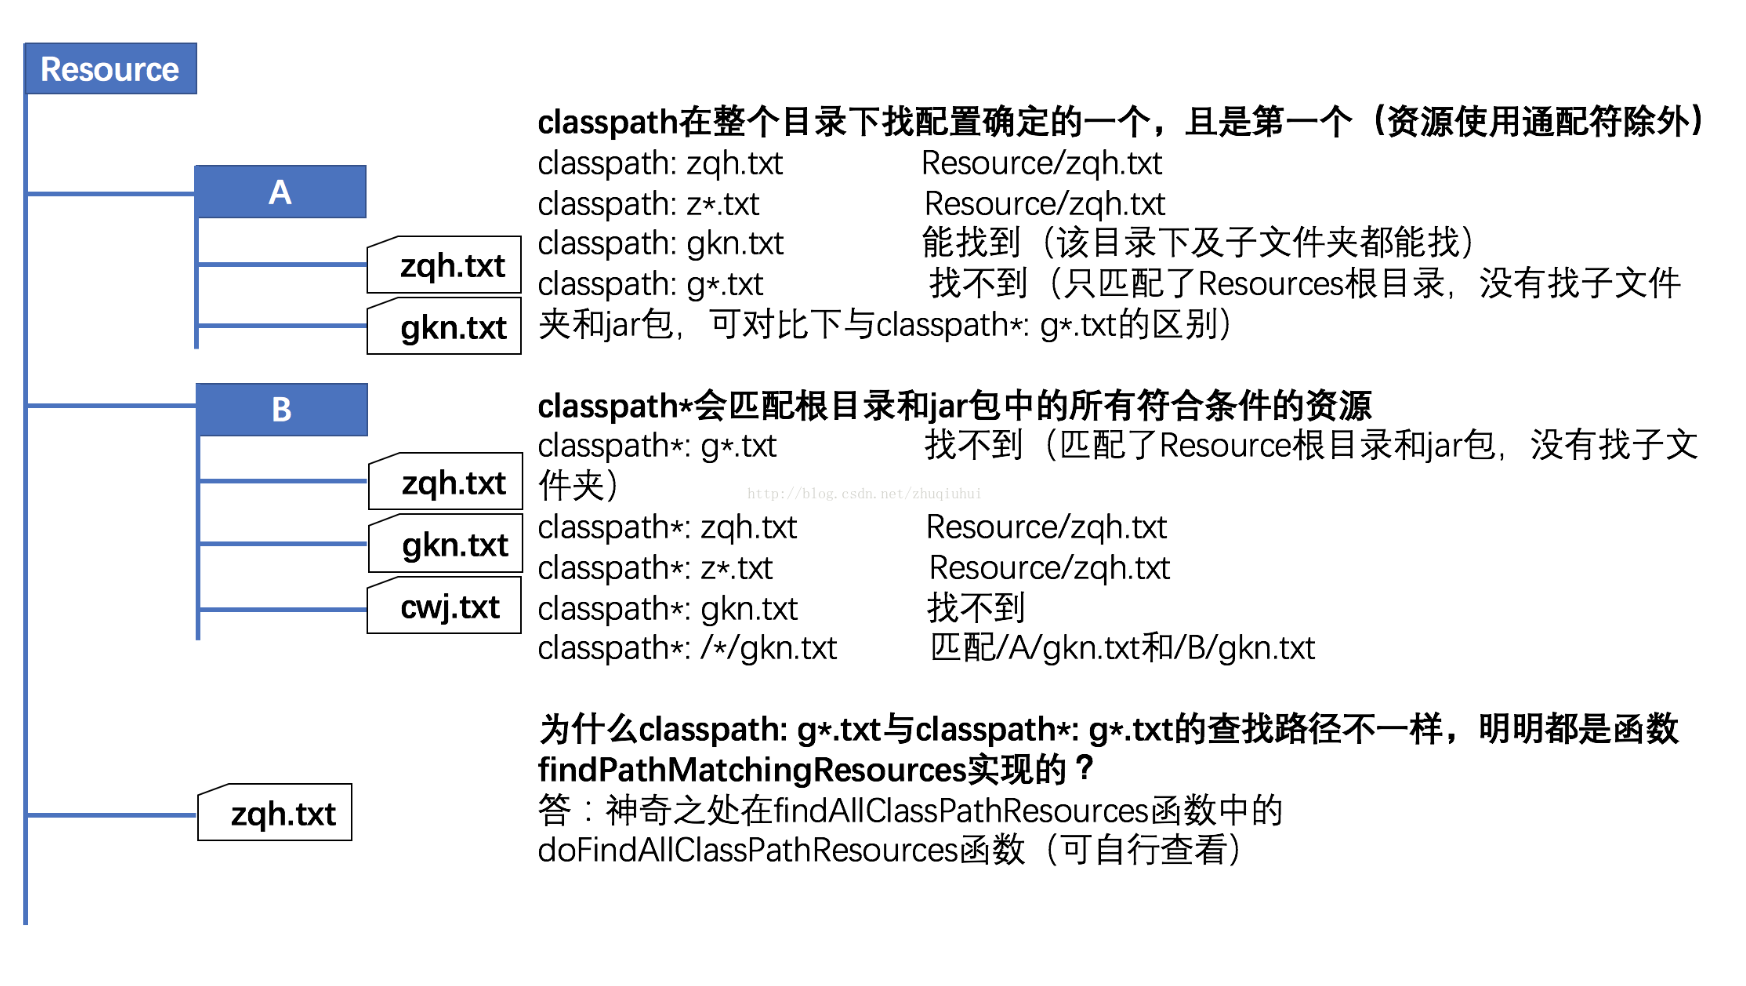 Resource
A
zqh.txt
gkn.txt
B
zqh.txt
gkn.txt
cwj.txt
zqh.txt
classpath在整个目录下找配置确定的一个，且是第一个（资源使用通配符除外）
classpath: zqh.txt Resource/zqh.txt
classpath: z*.txt Resource/zqh.txt
classpath: gkn.txt 能找到（该目录下及子文件夹都能找）
classpath: g*.txt 找不到（只匹配了Resources根目录，没有找子文件
夹和jar包，可对比下与classpath*: g*.txt的区别）
classpath*会匹配根目录和jar包中的所有符合条件的资源
classpath*: g*.txt 找不到（匹配了Resource根目录和jar包，没有找子文
件夹）
http://blog.csdn.net/zhuqiuhui
classpath*: zqh.txt Resource/zqh.txt
classpath*: z*.txt Resource/zqh.txt
classpath*: gkn.txt 找不到
classpath*: /*/gkn.txt 匹配/A/gkn.txt和/B/gkn.txt
为什么classpath: g*.txt与classpath*: g*.txt的查找路径不一样，明明都是函数
findPathMatchingResources实现的？
答：神奇之处在findAllClassPathResources函数中的
doFindAllClassPathResources函数（可自行查看）